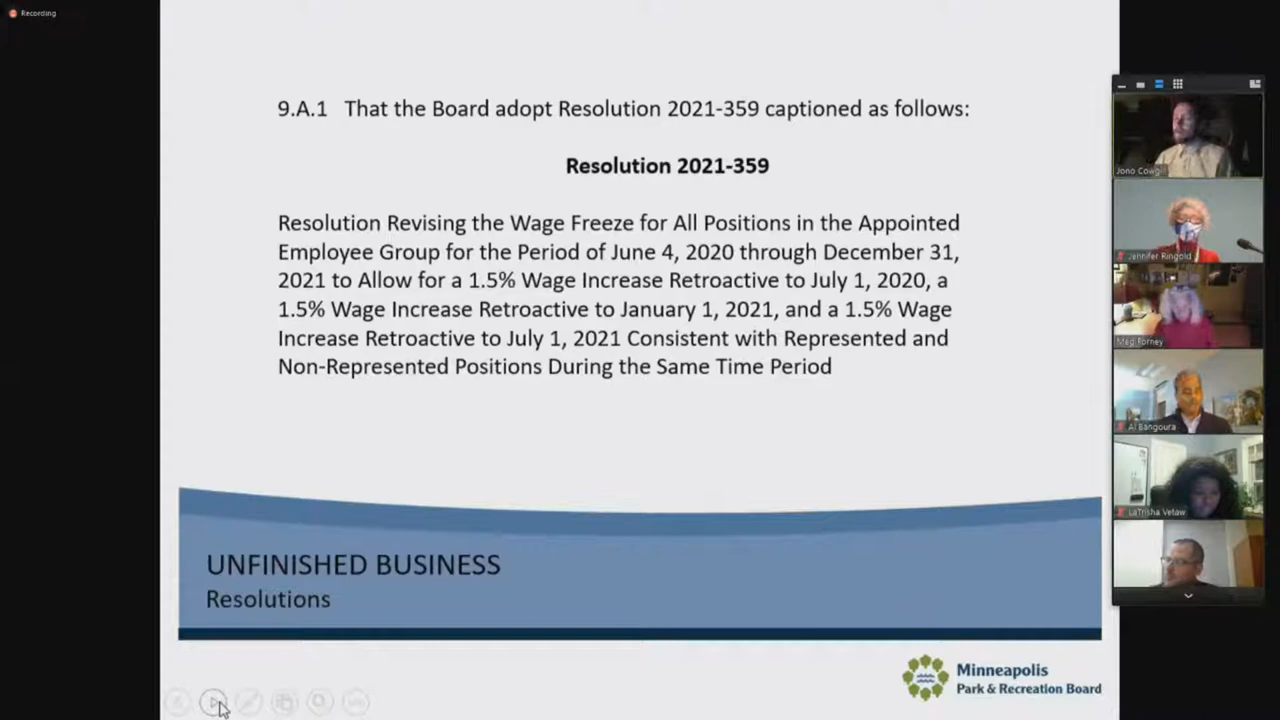 Recording
9.A.1 That the Board adopt Resolution 2021-359 captioned as follows:
Resolution 2021-359
Resolution Revising the Wage Freeze for All Positions in the Appointed
Employee Group for the Period of June 4, 2020 through December 31,
2021 to Allow for a 1.5% Wage Increase Retroactive to July 1, 2020, a
1.5% Wage Increase Retroactive to January 1, 2021, and a 1.5% Wage
Increase Retroactive to July 1, 2021 Consistent with Represented and
Non-Represented Positions During the Same Time Period
UNFINISHED BUSINESS
Resolutions
Minneapolis
Park & Recreation Board
Jono Cowgill
Jennifer Ringold
Meg Forney
Al Bangoura
LaTrisha Vetaw